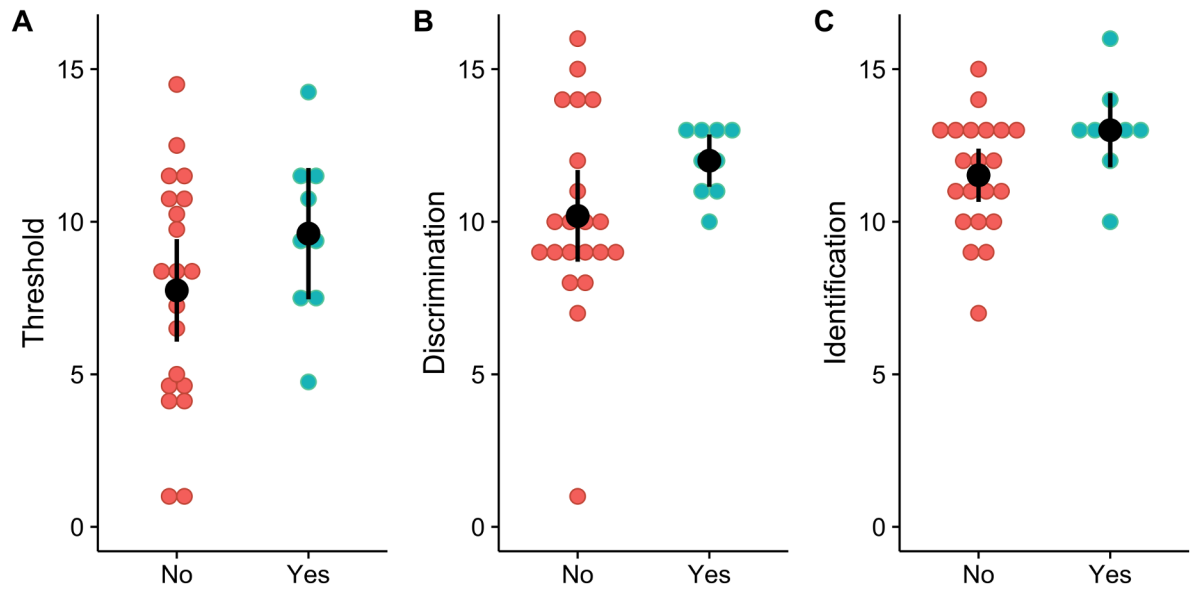 A
Threshold
15
10
5
0
No Yes
B
Discrimination
15
10
5
0
No Yes
C
Identification
15
10
5
0
No Yes